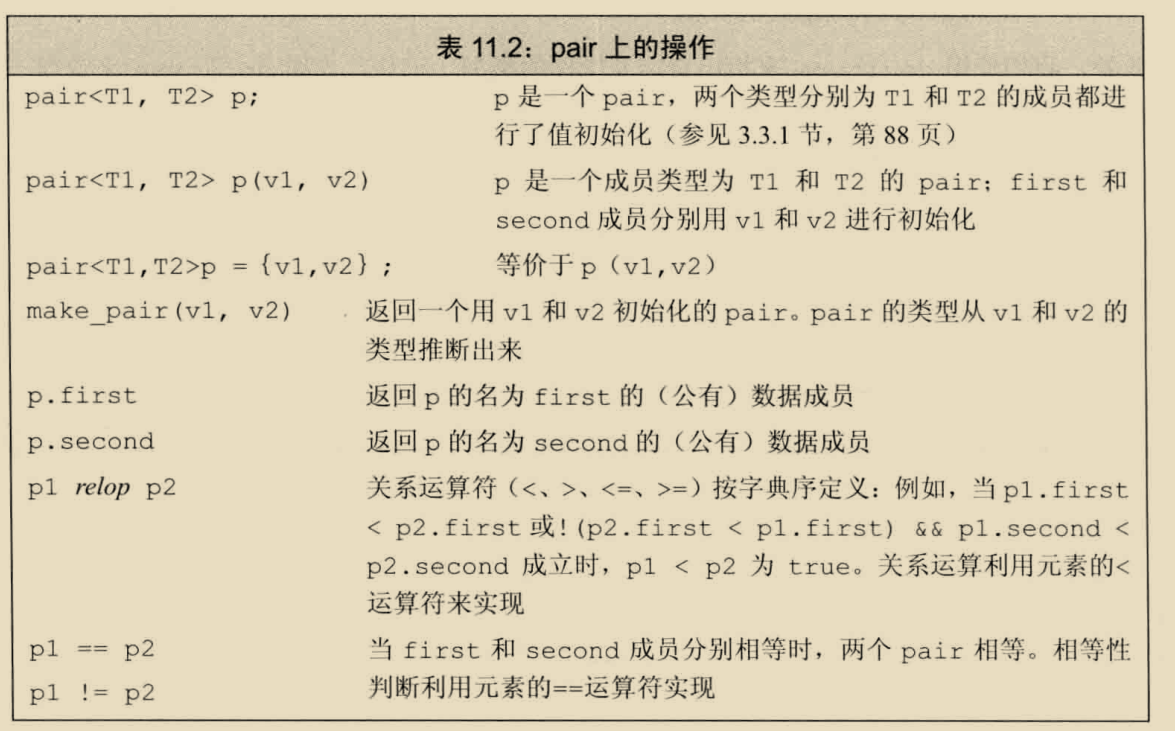 表 11.2：pair 上的操作
pair<T1, T2> p; p 是一个 pair，两个类型分别为 T1 和 T2 的成员都进
行了值初始化（参见 3.3.1 节，第 88 页）
pair<T1, T2> p(v1, v2) p 是一个成员类型为 T1 和 T2 的 pair；first 和
second 成员分别用 v1 和 v2 进行初始化
pair<T1,T2>p = {v1,v2} ; 等价于 p（v1,v2）
make_pair(v1, v2) 返回一个用 v1 和 v2 初始化的 pair。pair 的类型从 v1 和 v2 的
类型推断出来
p.first 返回 p 的名为 first 的（公有）数据成员
p.second 返回 p 的名为 second 的（公有）数据成员
p1 relop p2 关系运算符（<、>、<=、>=）按字典序定义：例如，当 p1.first
< p2.first 或!(p2.first < p1.first) && p1.second <
p2.second 成立时，p1 < p2 为 true。关系运算利用元素的<
运算符来实现
p1 == p2 当 first 和 second 成员分别相等时，两个 pair 相等。相等性
p1 != p2 判断利用元素的==运算符实现